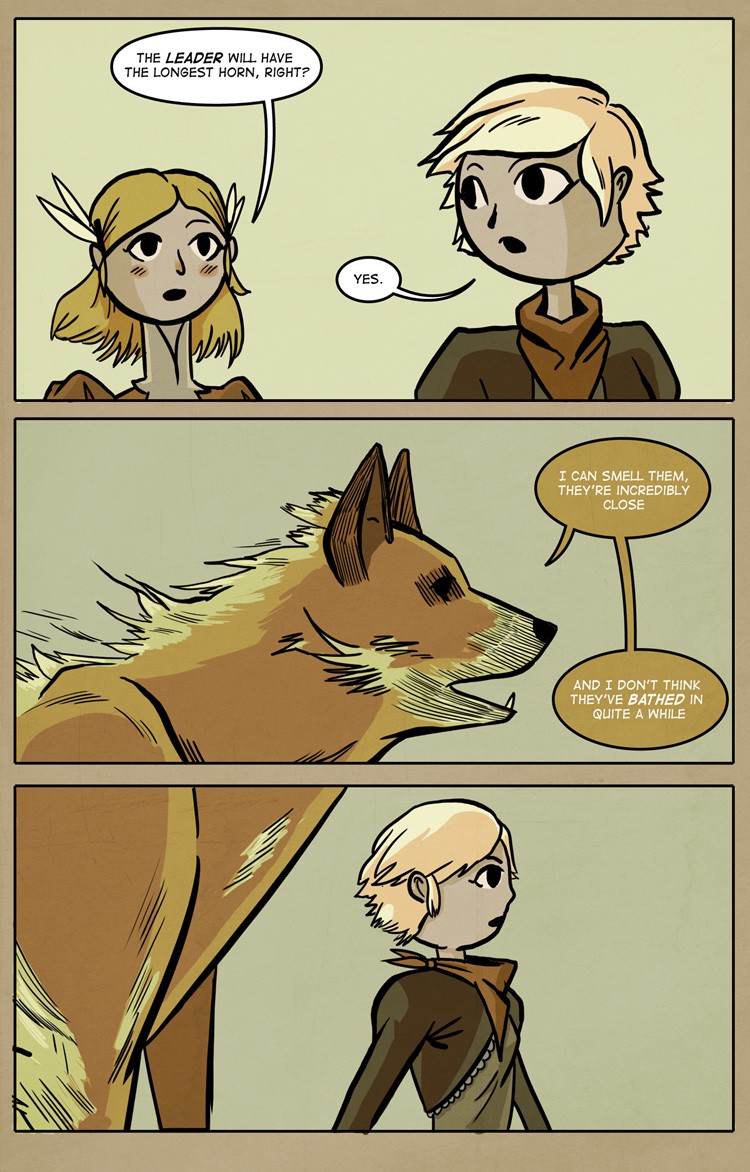 THE LEADER WILL HAVE
THE LONGEST HORN, RIGHT?
YES.
I CAN SMELL THEM,
THEY'RE INCREDIBLY
CLOSE
AND I DON'T THINK
THEY'VE BATHED IN
QUITE A WHILE